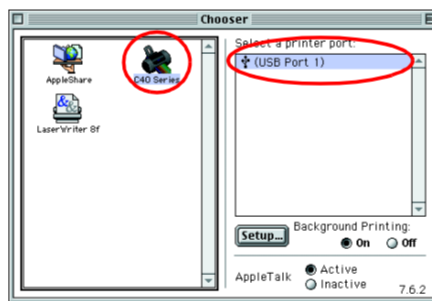 Chooser
AppleShare
C40 Series
LaserWriter 8f
Select a printer port:
(USB Port 1)
Setup...
Background Printing:
On Off
AppleTalk
Active
Inactive
7.6.2